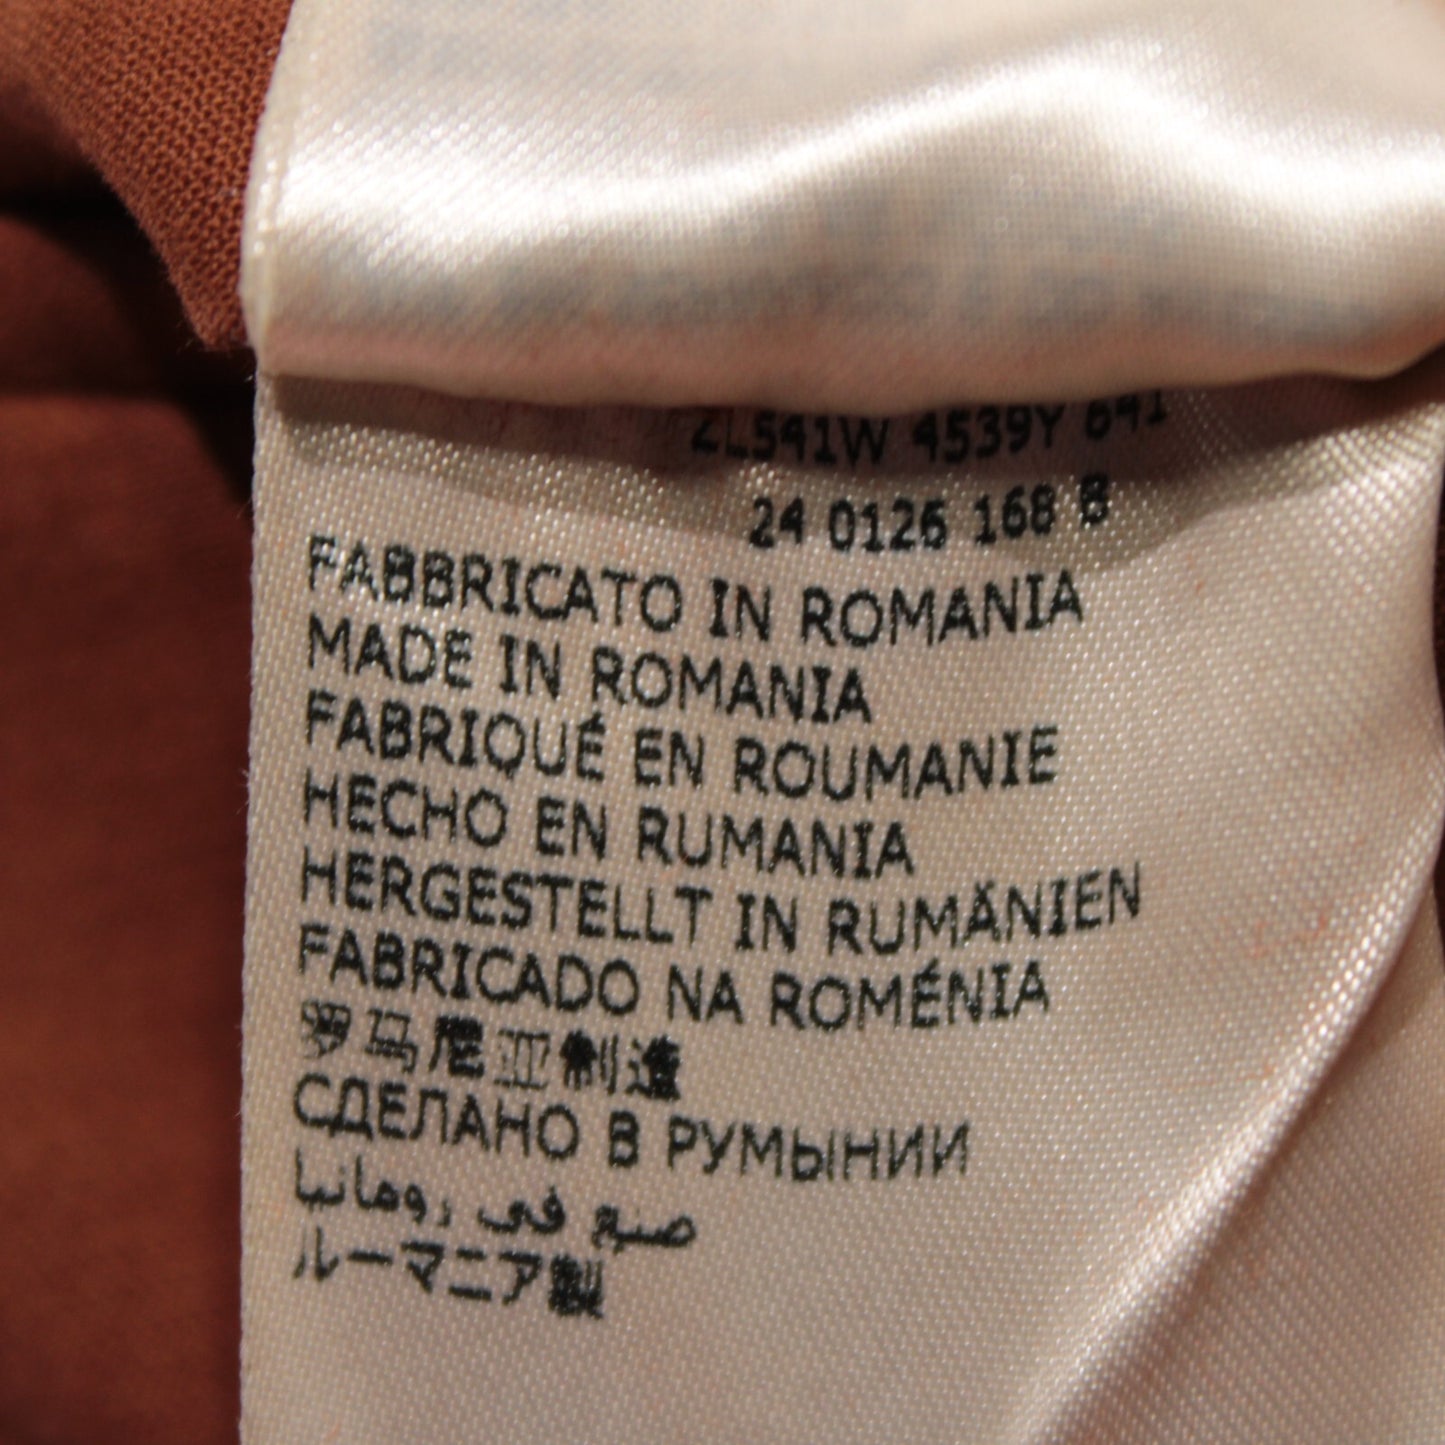 ZL541W 4539Y 641
24 0126 168 8
FABBRICATO IN ROMANIA
MADE IN ROMANIA
FABRIQUÉ EN ROUMANIE
HECHO EN RUMANIA
HERGESTELLT IN RUMÄNIEN
FABRICADO NA ROMÉNIA
罗马尼亚制造
СДЕЛАНО В РУМЫНИИ
صنع في رومانيا
ルーマニア製